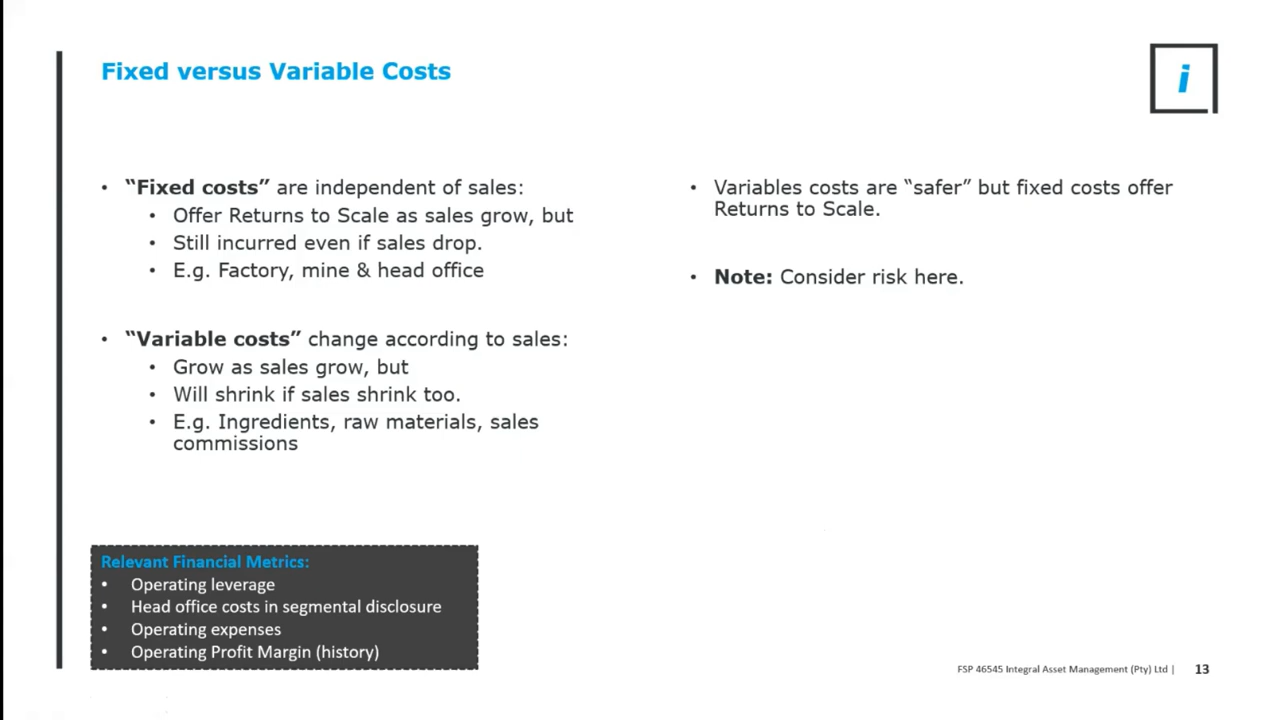 Fixed versus Variable Costs
i
• “Fixed costs” are independent of sales:
• Offer Returns to Scale as sales grow, but
• Still incurred even if sales drop.
• E.g. Factory, mine & head office
• “Variable costs” change according to sales:
• Grow as sales grow, but
• Will shrink if sales shrink too.
• E.g. Ingredients, raw materials, sales
commissions
• Variables costs are “safer” but fixed costs offer
Returns to Scale.
• Note: Consider risk here.
Relevant Financial Metrics:
• Operating leverage
• Head office costs in segmental disclosure
• Operating expenses
• Operating Profit Margin (history)
FSP 46545 Integral Asset Management (Pty) Ltd | 13